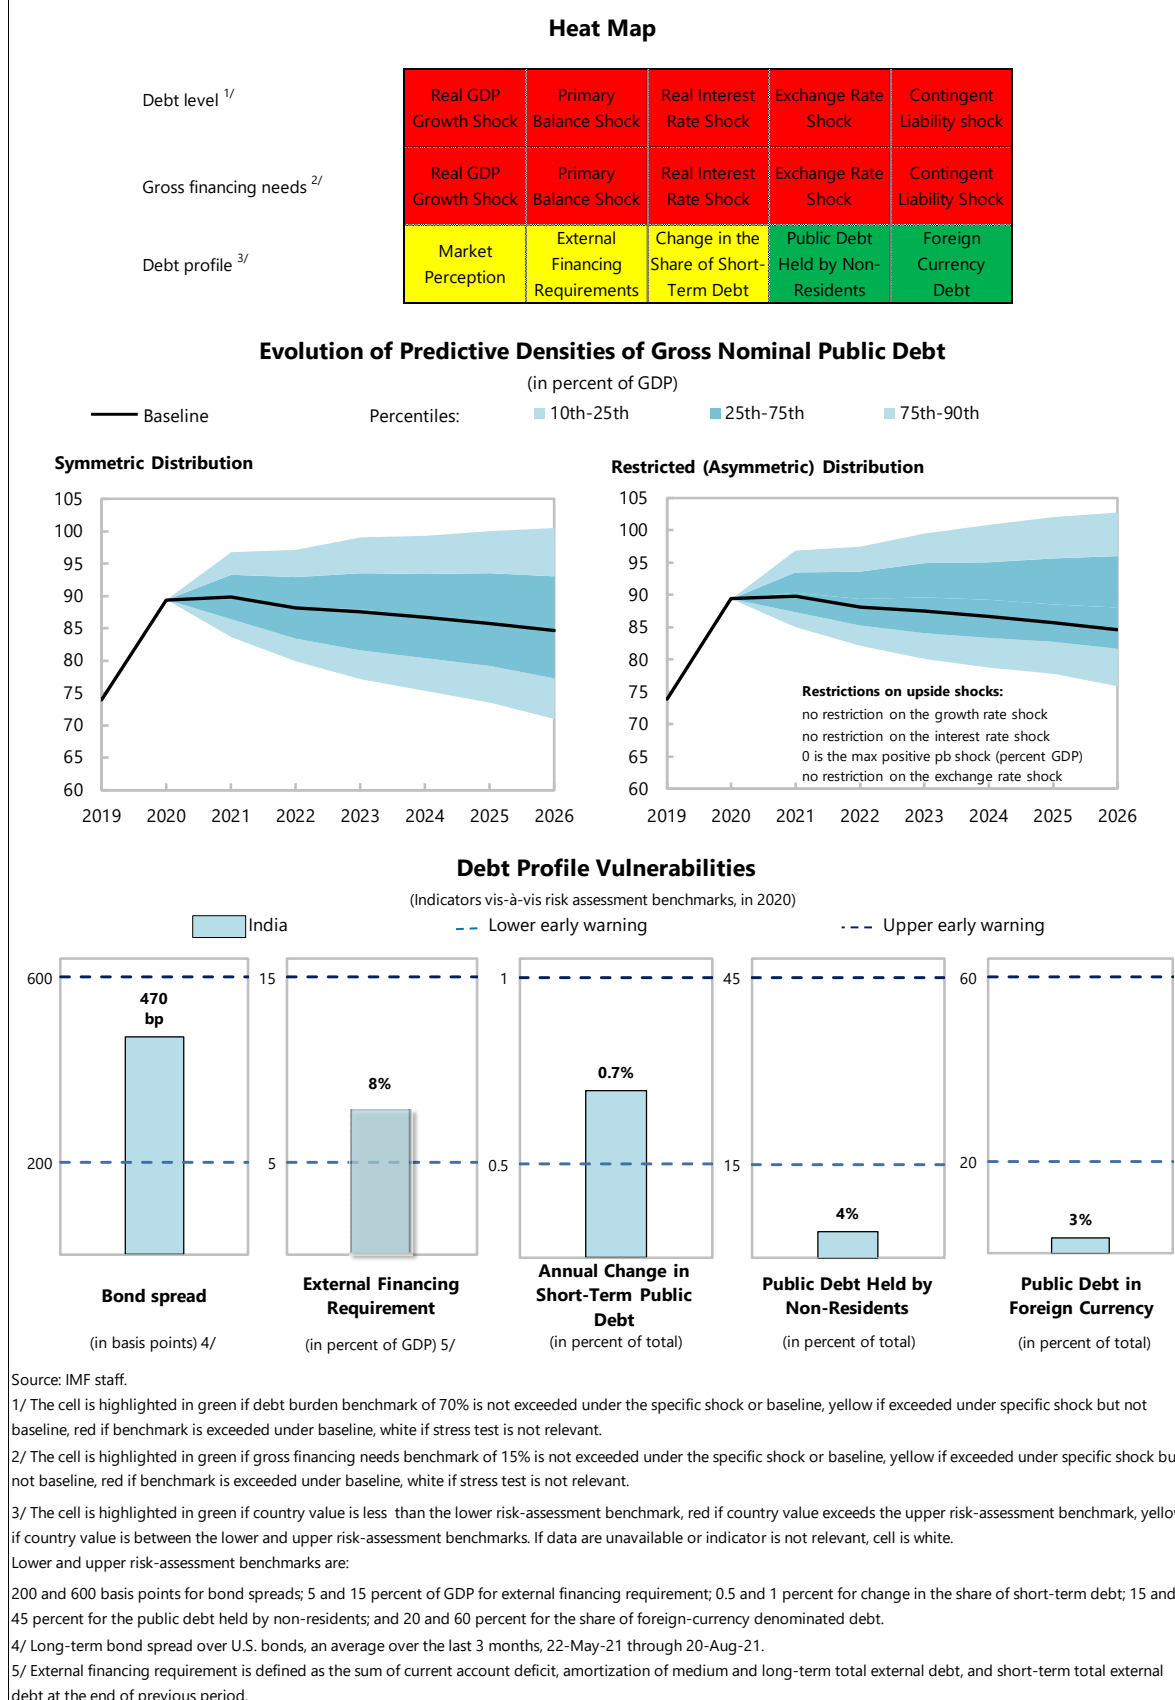 Heat Map
Debt level 1/
Real GDP Growth Shock
Primary Balance Shock
Real Interest Rate Shock
Exchange Rate Shock
Contingent Liability shock
Gross financing needs 2/
Real GDP Growth Shock
Primary Balance Shock
Real Interest Rate Shock
Exchange Rate Shock
Contingent Liability Shock
Debt profile 3/
Market Perception
External Financing Requirements
Change in the Share of Short-Term Debt
Public Debt Held by Non-Residents
Foreign Currency Debt
Evolution of Predictive Densities of Gross Nominal Public Debt
(in percent of GDP)
Baseline Percentiles: 10th-25th 25th-75th 75th-90th
Symmetric Distribution
105
100
95
90
85
80
75
70
65
60
2019 2020 2021 2022 2023 2024 2025 2026
Restricted (Asymmetric) Distribution
105
100
95
90
85
80
75
70
65
60
Restrictions on upside shocks:
no restriction on the growth rate shock
no restriction on the interest rate shock
0 is the max positive pb shock (percent GDP)
no restriction on the exchange rate shock
2019 2020 2021 2022 2023 2024 2025 2026
Debt Profile Vulnerabilities
(Indicators vis-à-vis risk assessment benchmarks, in 2020)
India Lower early warning Upper early warning
600
200
470
bp
Bond spread
(in basis points) 4/
15
5
8%
External Financing
Requirement
(in percent of GDP) 5/
1
0.5
0.7%
Annual Change in
Short-Term Public
Debt
(in percent of total)
45
15
4%
Public Debt Held by
Non-Residents
(in percent of total)
60
20
3%
Public Debt in
Foreign Currency
(in percent of total)
Source: IMF staff.
1/ The cell is highlighted in green if debt burden benchmark of 70% is not exceeded under the specific shock or baseline, yellow if exceeded under specific shock but not
baseline, red if benchmark is exceeded under baseline, white if stress test is not relevant.
2/ The cell is highlighted in green if gross financing needs benchmark of 15% is not exceeded under the specific shock or baseline, yellow if exceeded under specific shock bu
not baseline, red if benchmark is exceeded under baseline, white if stress test is not relevant.
3/ The cell is highlighted in green if country value is less than the lower risk-assessment benchmark, red if country value exceeds the upper risk-assessment benchmark, yellow
if country value is between the lower and upper risk-assessment benchmarks. If data are unavailable or indicator is not relevant, cell is white.
Lower and upper risk-assessment benchmarks are:
200 and 600 basis points for bond spreads; 5 and 15 percent of GDP for external financing requirement; 0.5 and 1 percent for change in the share of short-term debt; 15 and
45 percent for the public debt held by non-residents; and 20 and 60 percent for the share of foreign-currency denominated debt.
4/ Long-term bond spread over U.S. bonds, an average over the last 3 months, 22-May-21 through 20-Aug-21.
5/ External financing requirement is defined as the sum of current account deficit, amortization of medium and long-term total external debt, and short-term total external
debt at the end of previous period.